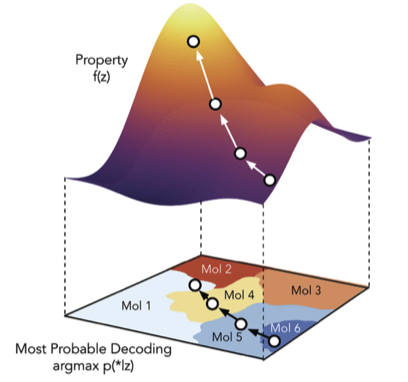 Property
f(z)
Mol 2
Mol 3
Mol 4
Mol 1
Mol 6
Mol 5
Most Probable Decoding
argmax p(*|z)